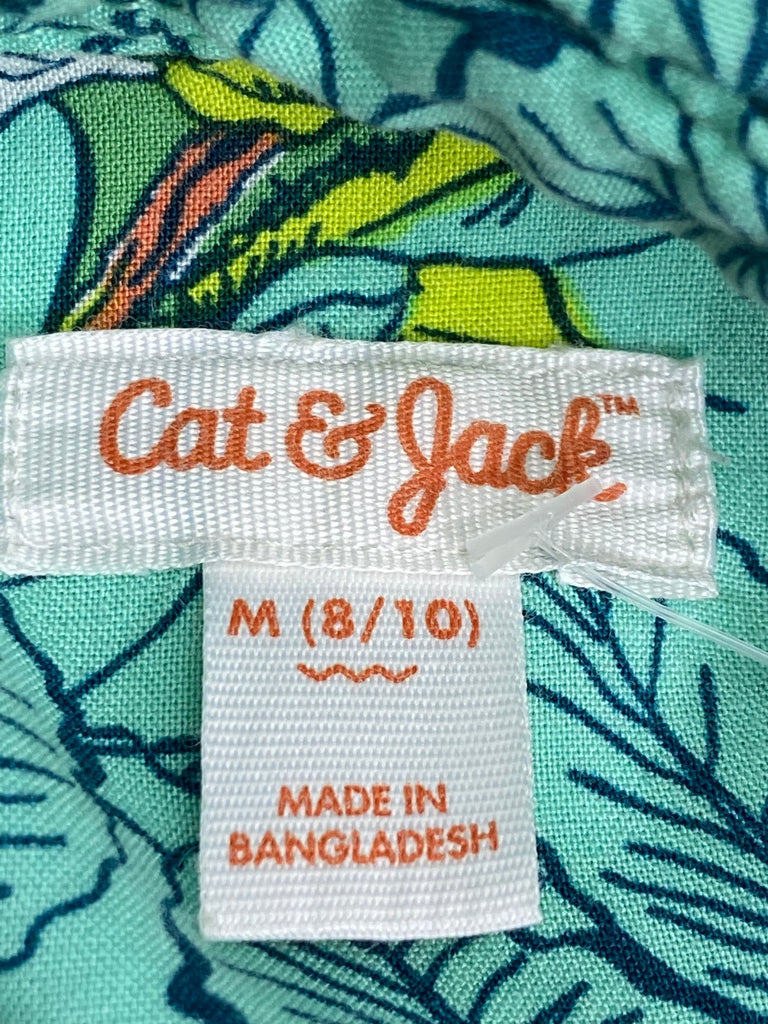 Cat & Jack™
M (8/10)
MADE IN
BANGLADESH